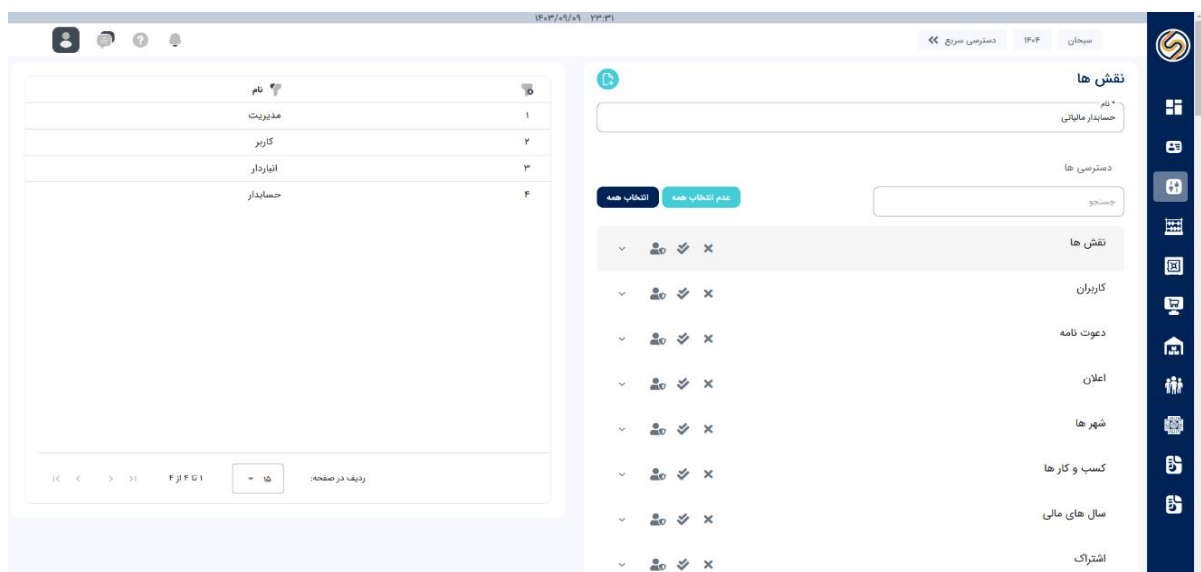 ۱۴۰۳/۰۹/۰۹ ۲۳:۳۱
سبحان ۱۴۰۴ دسترسی سریع
نقش ها
* نام
حسابدار مالیاتی
دسترسی ها
جستجو
عدم انتخاب همه
انتخاب همه
نقش ها
کاربران
دعوت نامه
اعلان
شهر ها
کسب و کار ها
سال های مالی
اشتراک
نام
۱ مدیریت
۲ کاربر
۳ انباردار
۴ حسابدار
ردیف در صفحه: ۱۵ ۱ تا ۴ از ۴